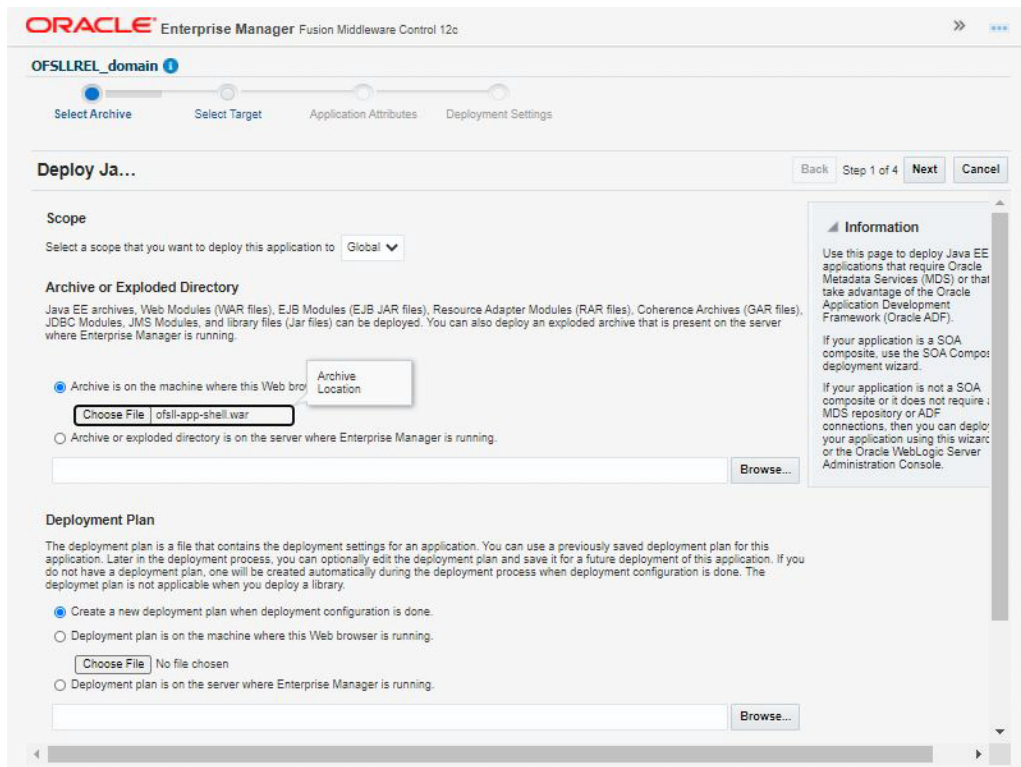 ORACLE Enterprise Manager Fusion Middleware Control 12c
OFSLLREL_domain
Select Archive
Select Target
Application Attributes
Deployment Settings
Deploy Ja...
Back
Step 1 of 4
Next
Cancel
Scope
Select a scope that you want to deploy this application to
Global
Archive or Exploded Directory
Java EE archives, Web Modules (WAR files), EJB Modules (EJB JAR files), Resource Adapter Modules (RAR files), Coherence Archives (GAR files),
JDBC Modules, JMS Modules, and library files (Jar files) can be deployed. You can also deploy an exploded archive that is present on the server
where Enterprise Manager is running.
Archive is on the machine where this Web bro
Archive
Location
Choose File ofsll-app-shell.war
Archive or exploded directory is on the server where Enterprise Manager is running.
Browse...
Deployment Plan
The deployment plan is a file that contains the deployment settings for an application. You can use a previously saved deployment plan for this
application. Later in the deployment process, you can optionally edit the deployment plan and save it for a future deployment of this application. If you
do not have a deployment plan, one will be created automatically during the deployment process when deployment configuration is done. The
deploymet plan is not applicable when you deploy a library.
Create a new deployment plan when deployment configuration is done.
Deployment plan is on the machine where this Web browser is running.
Choose File No file chosen
Deployment plan is on the server where Enterprise Manager is running.
Browse...
Information
Use this page to deploy Java EE
applications that require Oracle
Metadata Services (MDS) or that
take advantage of the Oracle
Application Development
Framework (Oracle ADF).
If your application is a SOA
composite, use the SOA Compos
deployment wizard.
If your application is not a SOA
composite or it does not require
MDS repository or ADF
connections, then you can deploy
your application using this wizard
or the Oracle WebLogic Server
Administration Console.